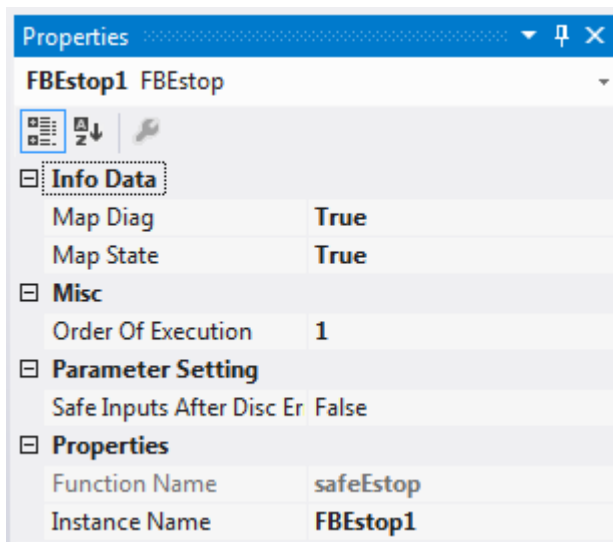 Properties
FBEstop1 FBEstop
Info Data
Map Diag True
Map State True
Misc
Order Of Execution 1
Parameter Setting
Safe Inputs After Disc Er False
Properties
Function Name safeEstop
Instance Name FBEstop1